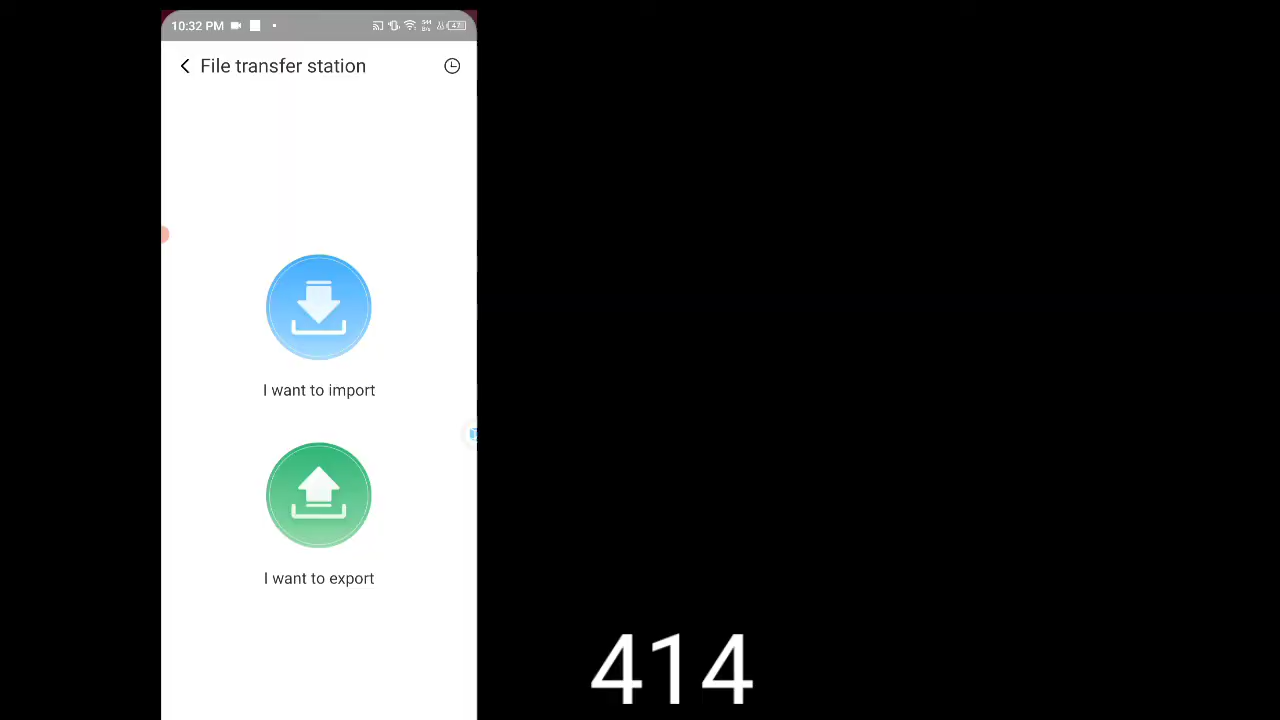 10:32 PM
File transfer station
I want to import
I want to export
414